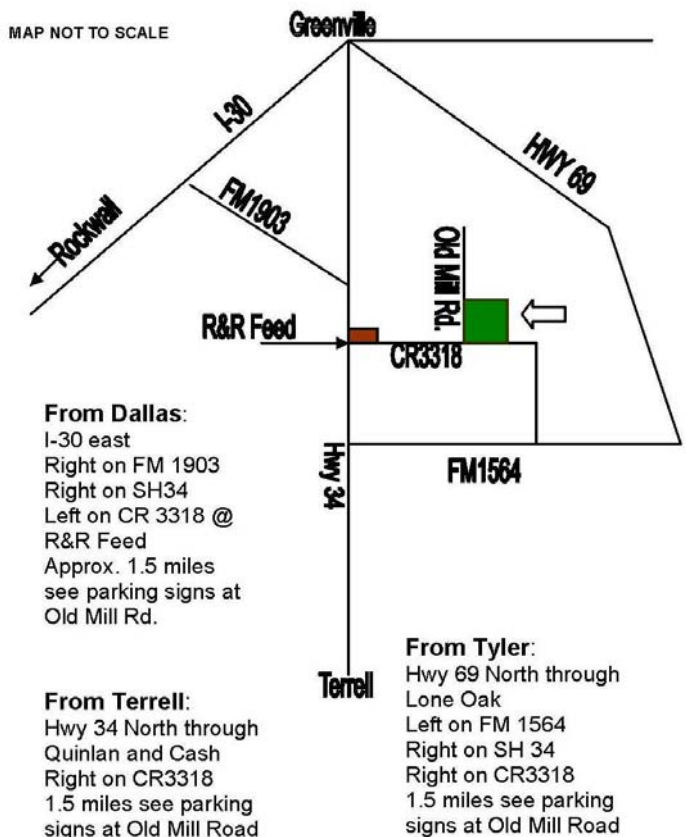 MAP NOT TO SCALE
Greenville
I-30
HWY 69
FM1903
Rockwall
Old Mill Rd.
R&R Feed
CR3318
Hwy 34
FM1564
From Dallas:
I-30 east
Right on FM 1903
Right on SH34
Left on CR 3318 @
R&R Feed
Approx. 1.5 miles
see parking signs at
Old Mill Rd.
Terrell
From Terrell:
Hwy 34 North through
Quinlan and Cash
Right on CR3318
1.5 miles see parking
signs at Old Mill Road
From Tyler:
Hwy 69 North through
Lone Oak
Left on FM 1564
Right on SH 34
Right on CR3318
1.5 miles see parking
signs at Old Mill Road